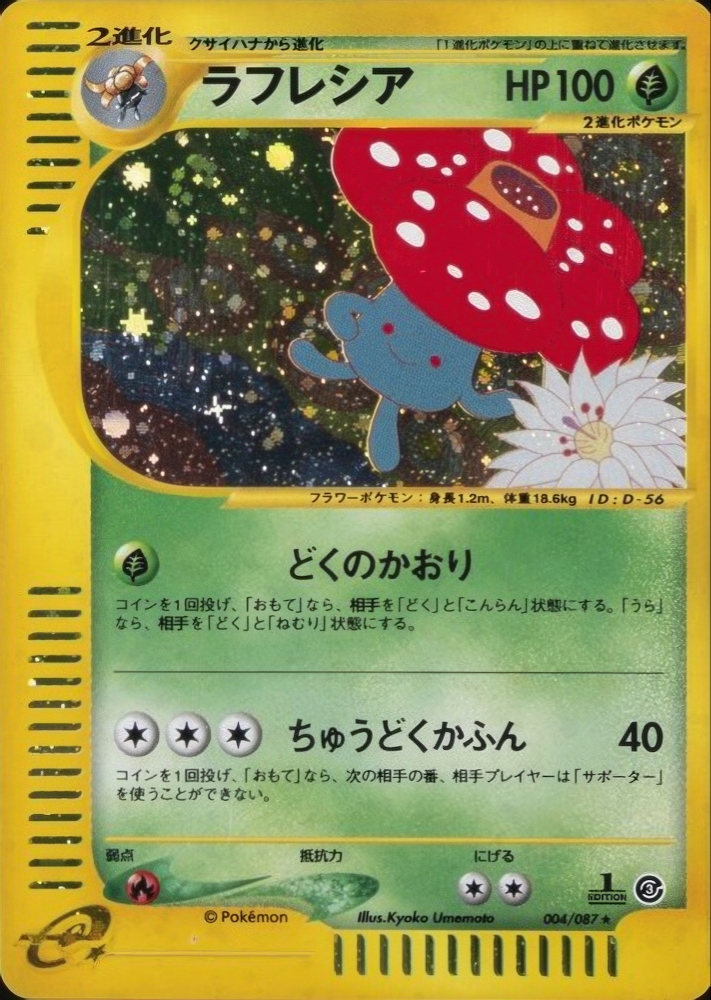 2進化 クサイハナから進化 「1進化ポケモン」の上に重ねて進化させます。
ラフレシア HP100
2進化ポケモン
フラワーポケモン：身長1.2m、体重18.6kg ID:D-56
どくのかおり
コインを1回投げ、「おもて」なら、相手を「どく」と「こんらん」状態にする。「うら」
なら、相手を「どく」と「ねむり」状態にする。
ちゅうどくかふん 40
コインを1回投げ、「おもて」なら、次の相手の番、相手プレイヤーは「サポーター」
を使うことができない。
弱点 抵抗力 にげる
1 EDITION 3
© Pokémon Illus.Kyoko Umemoto 004/087★
e